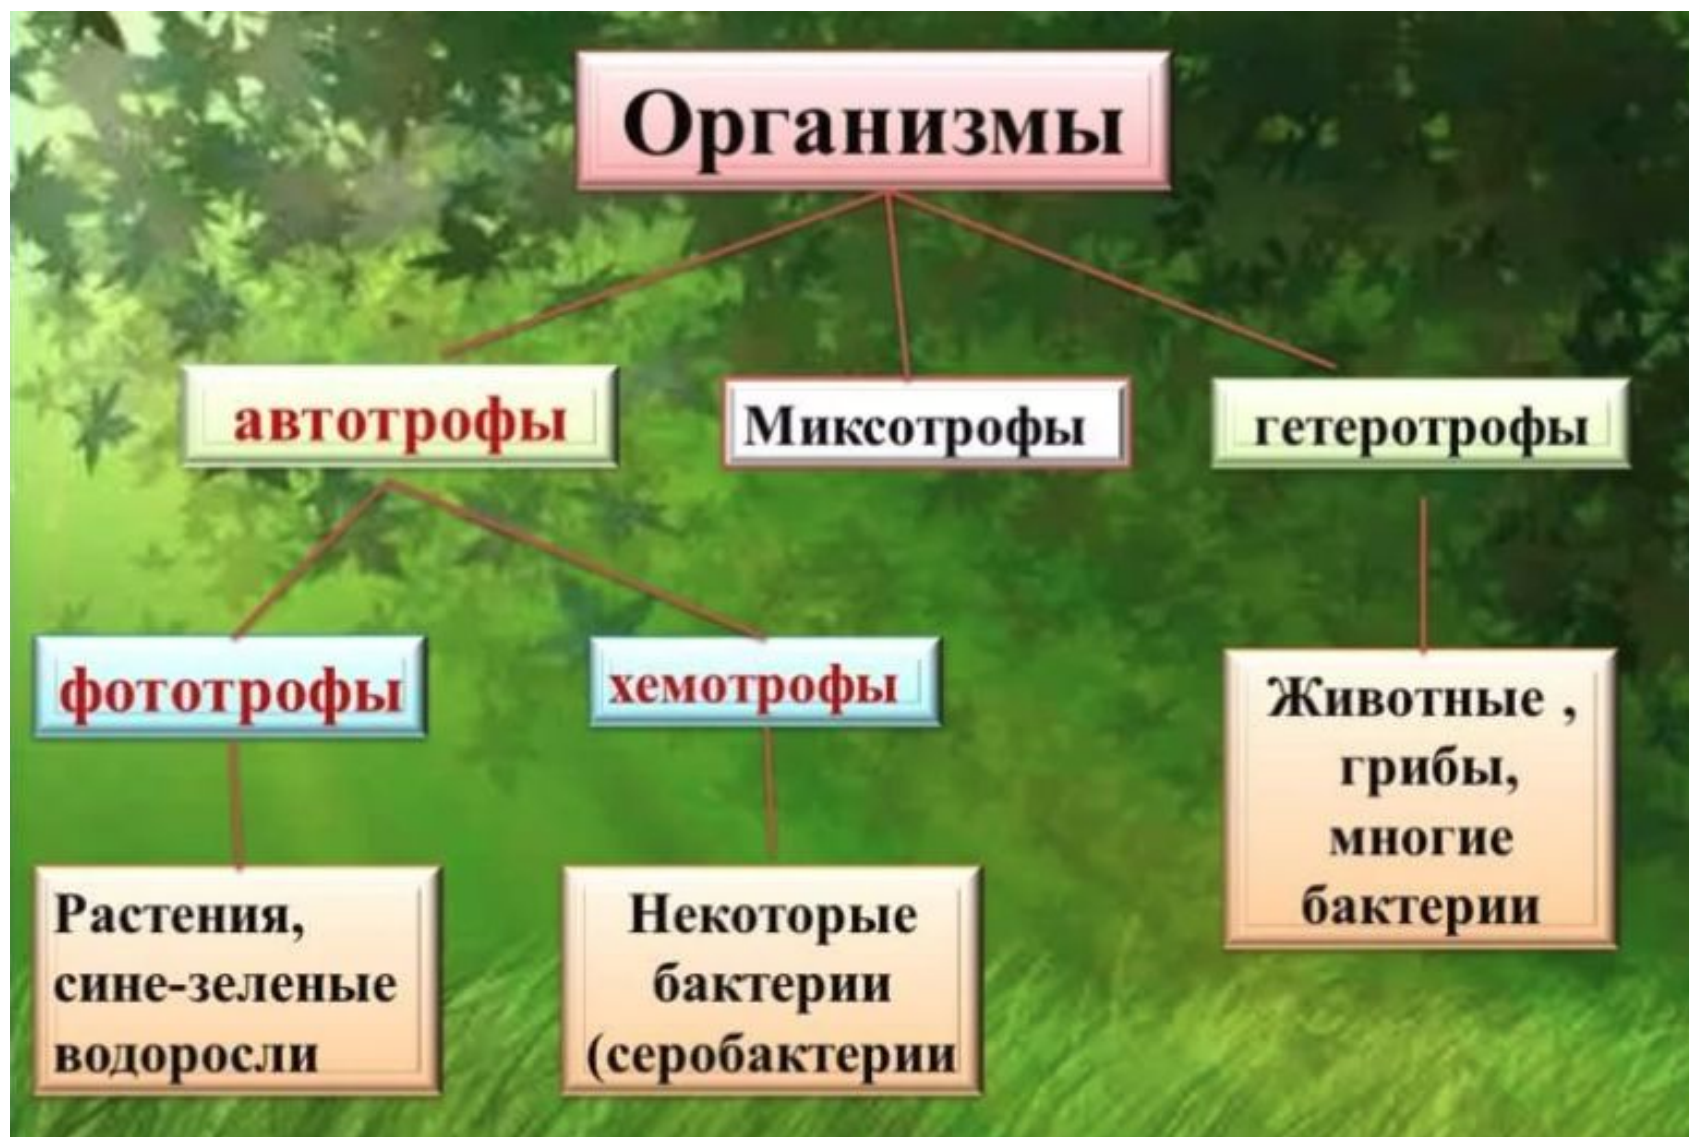 Организмы
автотрофы
Миксотрофы
гетеротрофы
фототрофы
хемотрофы
Растения,
сине-зеленые
водоросли
Некоторые
бактерии
(серобактерии
Животные ,
грибы,
многие
бактерии